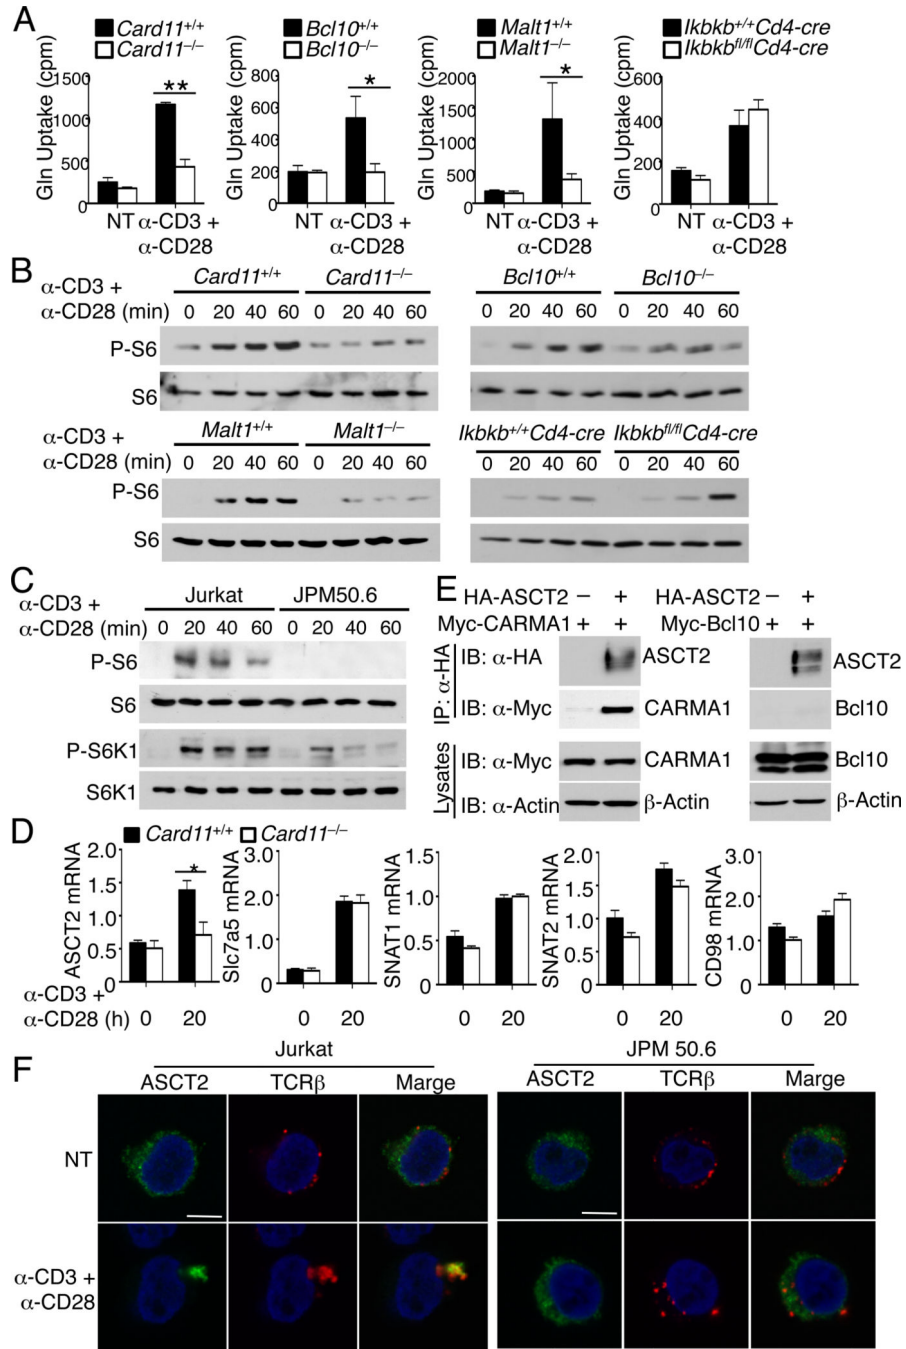 A
Card11+/+ Bcl10+/+ Malt1+/+ Ikbkb+/+Cd4-cre
Card11−/− Bcl10−/− Malt1−/− Ikbkbfl/flCd4-cre
Gln Uptake (cpm) 1500 1000 500 0 **
Gln Uptake (cpm) 800 600 400 200 0 *
Gln Uptake (cpm) 2000 1500 1000 500 0 *
Gln Uptake (cpm) 600 400 200 0
NT α-CD3 + NT α-CD3 + NT α-CD3 + NT α-CD3 +
α-CD28 α-CD28 α-CD28 α-CD28
B
Card11+/+ Card11−/− Bcl10+/+ Bcl10−/−
α-CD3 +
α-CD28 (min) 0 20 40 60 0 20 40 60 0 20 40 60 0 20 40 60
P-S6
S6
α-CD3 + Malt1+/+ Malt1−/− Ikbkb+/+Cd4-cre Ikbkbfl/flCd4-cre
α-CD28 (min) 0 20 40 60 0 20 40 60 0 20 40 60 0 20 40 60
P-S6
S6
C
α-CD3 + Jurkat JPM50.6
α-CD28 (min) 0 20 40 60 0 20 40 60
P-S6
S6
P-S6K1
S6K1
E
HA-ASCT2 − + HA-ASCT2 − +
Myc-CARMA1 + + Myc-Bcl10 + +
IP: α-HA
IB: α-HA ASCT2 ASCT2
IB: α-Myc CARMA1 Bcl10
Lysates
IB: α-Myc CARMA1 Bcl10
IB: α-Actin β-Actin β-Actin
D
Card11+/+ Card11−/−
ASCT2 mRNA 2.0 1.5 1.0 0.5 0 *
Slc7a5 mRNA 3.0 2.0 1.0 0
SNAT1 mRNA 1.5 1.0 0.5 0
SNAT2 mRNA 2.0 1.5 1.0 0.5 0
CD98 mRNA 3.0 2.0 1.0 0
α-CD3 +
α-CD28 (h) 0 20 0 20 0 20 0 20 0 20
F
Jurkat JPM 50.6
ASCT2 TCRβ Marge ASCT2 TCRβ Marge
NT
α-CD3 +
α-CD28